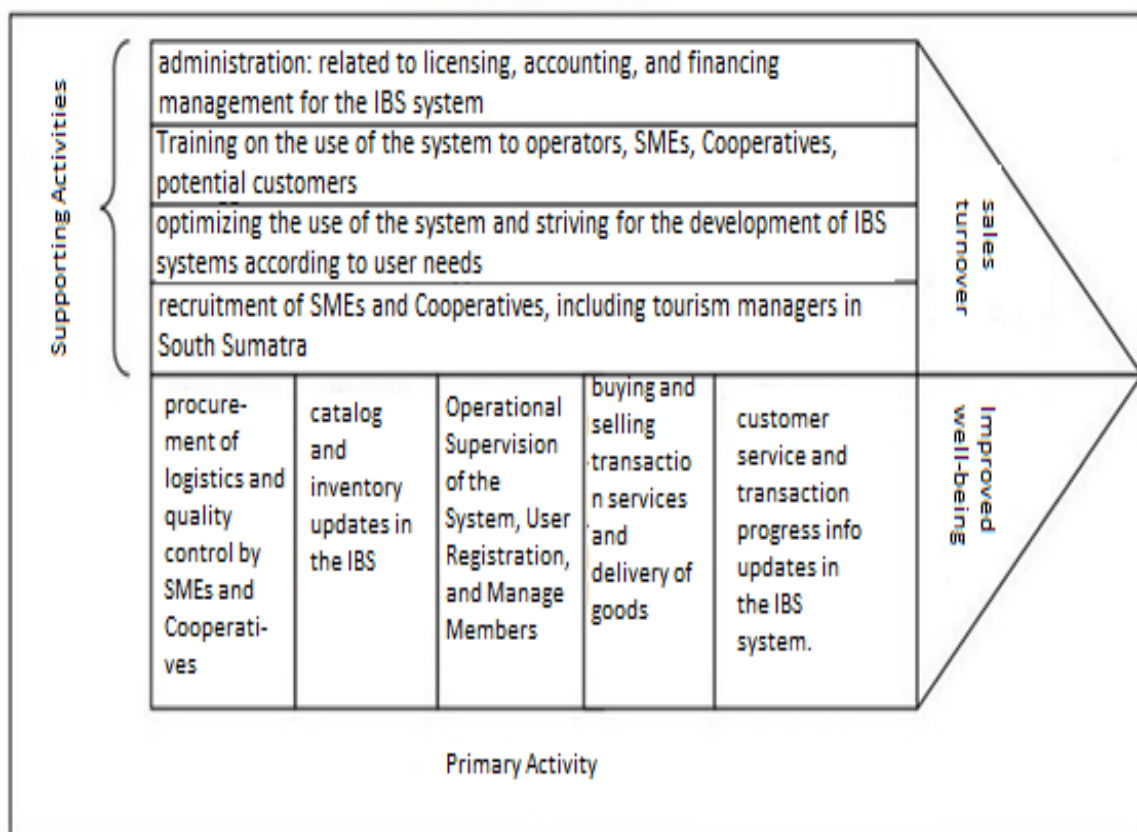 Supporting Activities
administration: related to licensing, accounting, and financing
management for the IBS system
Training on the use of the system to operators, SMEs, Cooperatives,
potential customers
optimizing the use of the system and striving for the development of IBS
systems according to user needs
recruitment of SMEs and Cooperatives, including tourism managers in
South Sumatra
sales
turnover
procure-
ment of
logistics and
quality
control by
SMEs and
Cooperati-
ves
catalog
and
inventory
updates in
the IBS
Operational
Supervision
of the
System, User
Registration,
and Manage
Members
buying and
selling
transactio
n services
and
delivery of
goods
customer
service and
transaction
progress info
updates in
the IBS
system.
Improved
well-being
Primary Activity